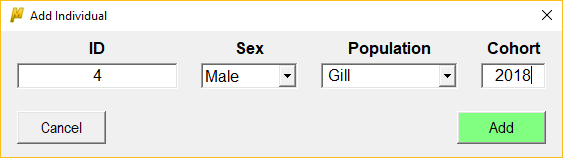 Add Individual
ID Sex Population Cohort
4 Male Gill 2018
Cancel Add